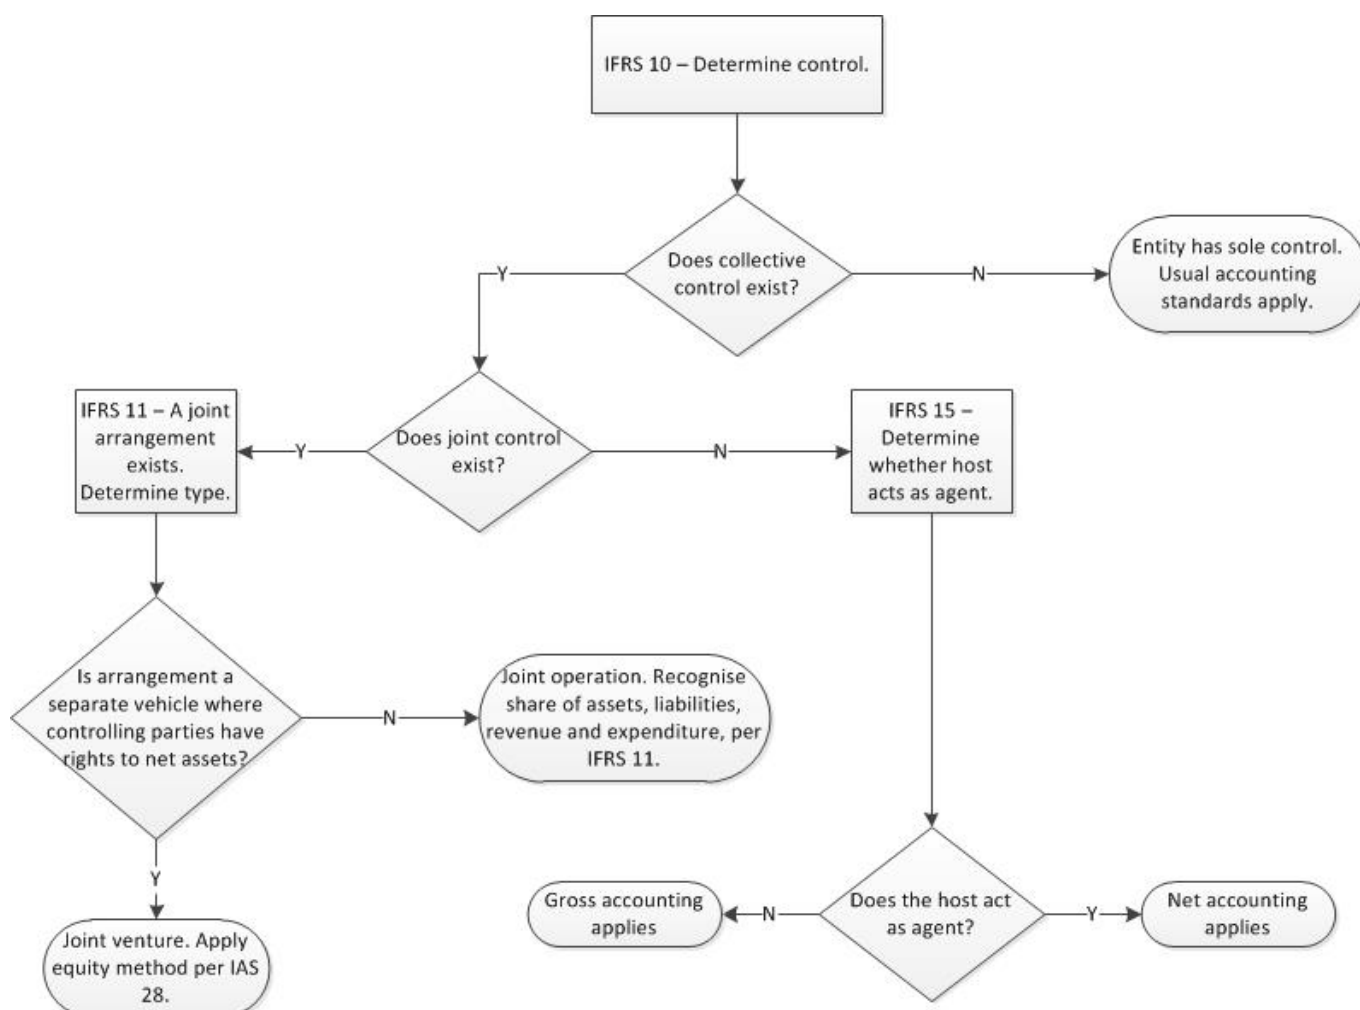 IFRS 10 – Determine control.
Does collective
control exist?
Y
N
Entity has sole control.
Usual accounting
standards apply.
IFRS 11 – A joint
arrangement
exists.
Determine type.
Y
Does joint control
exist?
N
IFRS 15 –
Determine
whether host
acts as agent.
Is arrangement a
separate vehicle where
controlling parties have
rights to net assets?
N
Joint operation. Recognise
share of assets, liabilities,
revenue and expenditure, per
IFRS 11.
Y
Joint venture. Apply
equity method per IAS
28.
Gross accounting
applies
N
Does the host act
as agent?
Y
Net accounting
applies